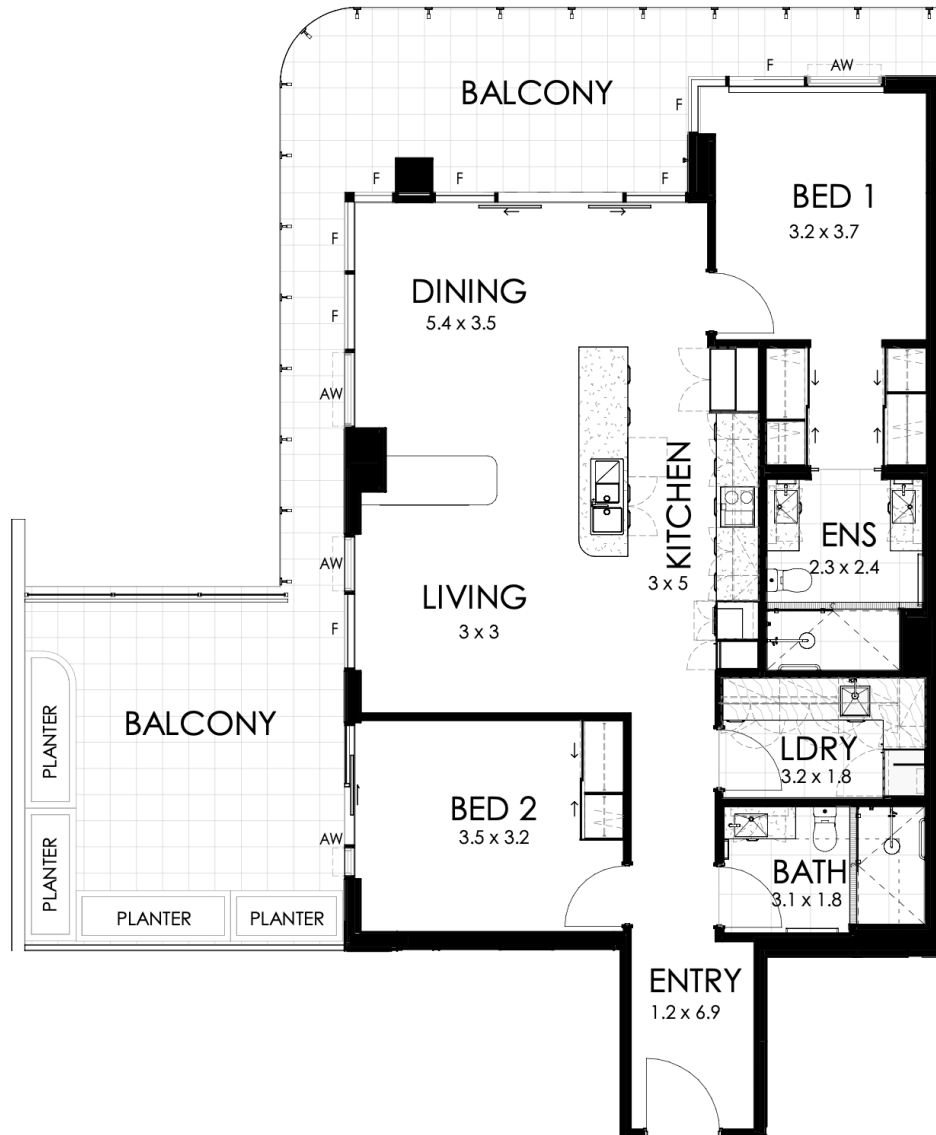 F
AW
BALCONY
F
F
F
F
BED 1
3.2 x 3.7
F
DINING
5.4 x 3.5
F
AW
KITCHEN
3 x 5
ENS
2.3 x 2.4
AW
LIVING
3 x 3
F
BALCONY
PLANTER
LDRY
3.2 x 1.8
BED 2
3.5 x 3.2
AW
PLANTER
BATH
3.1 x 1.8
PLANTER
PLANTER
ENTRY
1.2 x 6.9